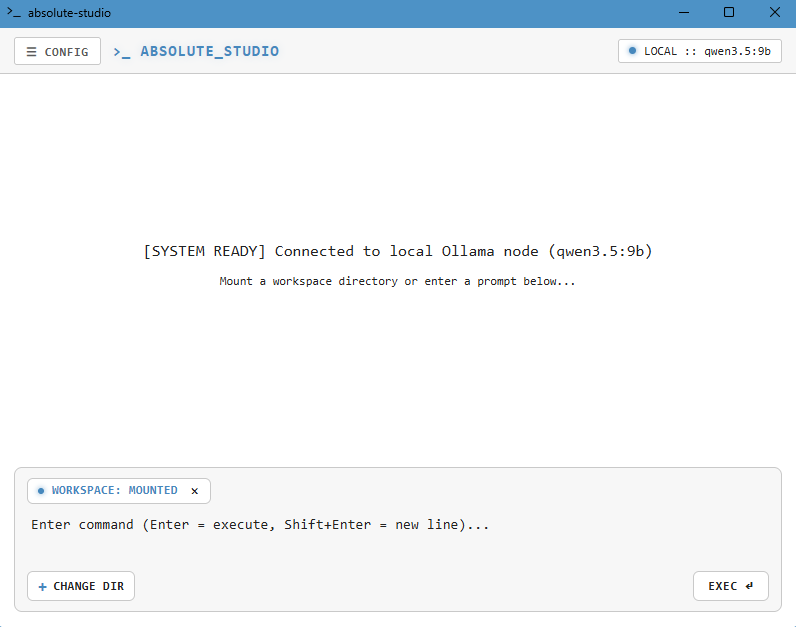 >_ absolute-studio
☰ CONFIG >_ ABSOLUTE_STUDIO LOCAL :: qwen3.5:9b
[SYSTEM READY] Connected to local Ollama node (qwen3.5:9b)
Mount a workspace directory or enter a prompt below...
WORKSPACE: MOUNTED ×
Enter command (Enter = execute, Shift+Enter = new line)...
+ CHANGE DIR EXEC ↵